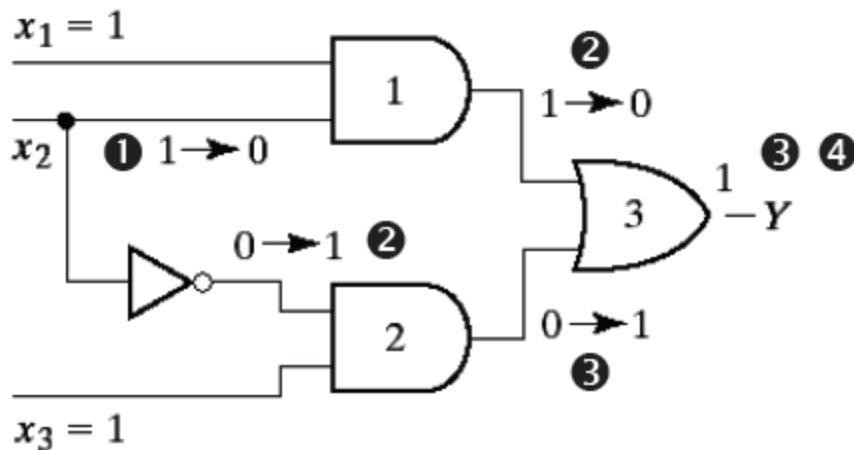 x₁ = 1
1
❷
1→0
x₂
❶ 1→0
1 ❸ ❹
3
Y
0→1 ❷
2
0→1
❸
x₃ = 1